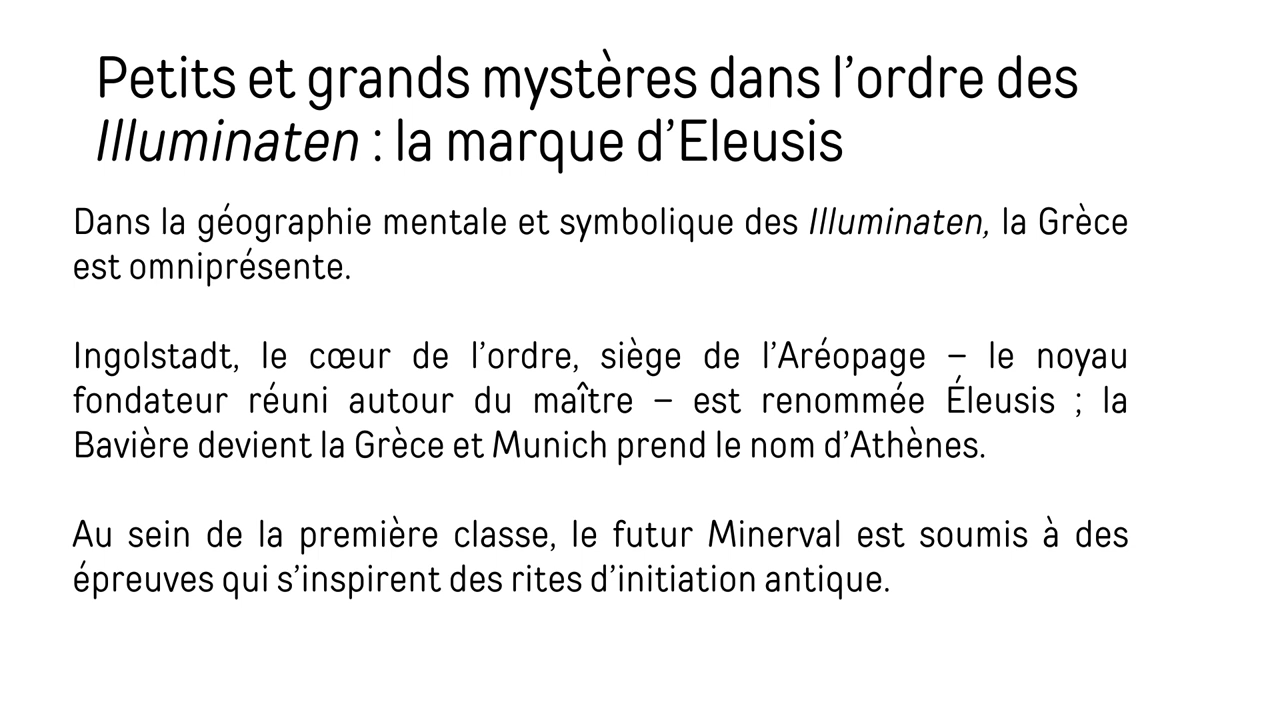 Petits et grands mystères dans l’ordre des
Illuminaten : la marque d’Eleusis
Dans la géographie mentale et symbolique des Illuminaten, la Grèce
est omniprésente.
Ingolstadt, le cœur de l’ordre, siège de l’Aréopage – le noyau
fondateur réuni autour du maître – est renommée Éleusis ; la
Bavière devient la Grèce et Munich prend le nom d’Athènes.
Au sein de la première classe, le futur Minerval est soumis à des
épreuves qui s’inspirent des rites d’initiation antique.